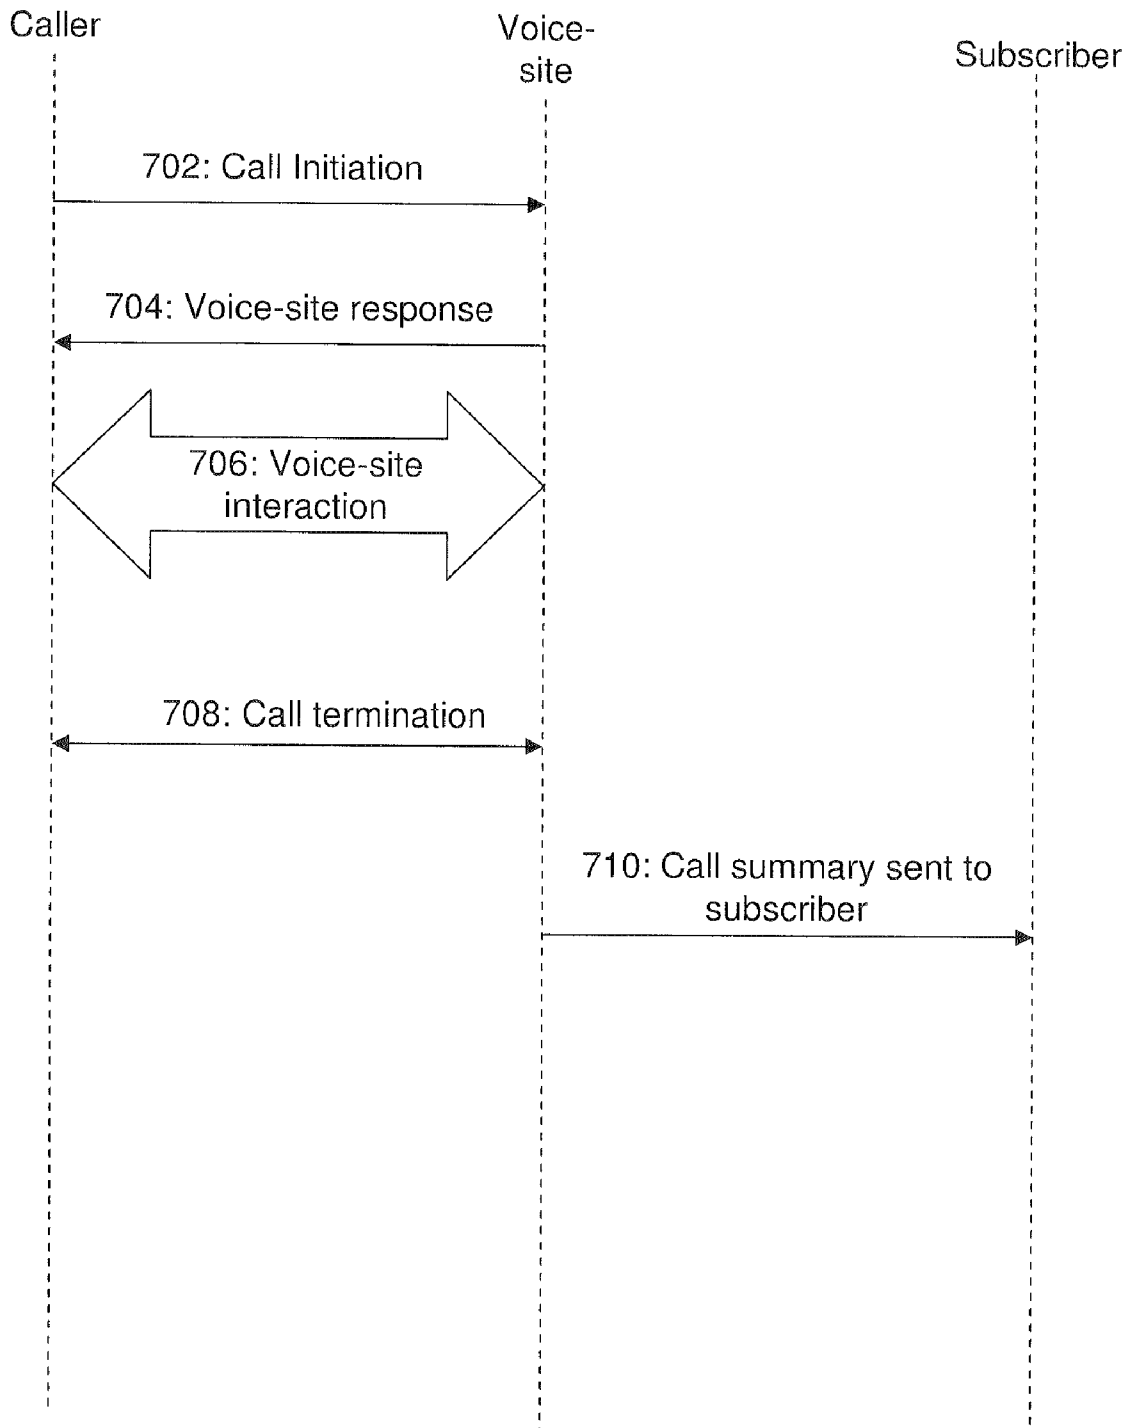 Caller
Voice-
site
Subscriber
702: Call Initiation
704: Voice-site response
706: Voice-site
interaction
708: Call termination
710: Call summary sent to
subscriber